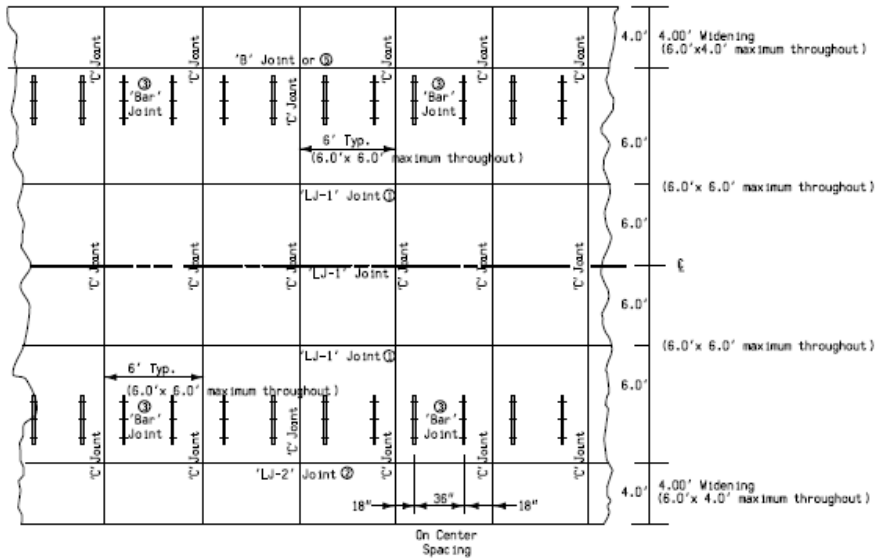 'C' Joint
'C' Joint
'C' Joint
'C' Joint
'C' Joint
'C' Joint
'B' Joint or ⑤
4.0'
4.00' Widening
(6.0'x4.0' maximum throughout)
③
'Bar'
Joint
③
'Bar'
Joint
6' Typ.
(6.0'x 6.0' maximum throughout)
6.0'
'LJ-1' Joint ①
(6.0'x 6.0' maximum throughout)
6.0'
'C' Joint
'C' Joint
'C' Joint
'C' Joint
'C' Joint
'LJ-1' Joint
℄
6.0'
'LJ-1' Joint ①
(6.0'x 6.0' maximum throughout)
6' Typ.
(6.0'x 6.0' maximum throughout)
6.0'
③
'Bar'
Joint
③
'Bar'
Joint
'C' Joint
'C' Joint
'C' Joint
'C' Joint
'C' Joint
'LJ-2' Joint ②
4.0'
4.00' Widening
(6.0'x 4.0' maximum throughout)
18"
36"
18"
On Center
Spacing